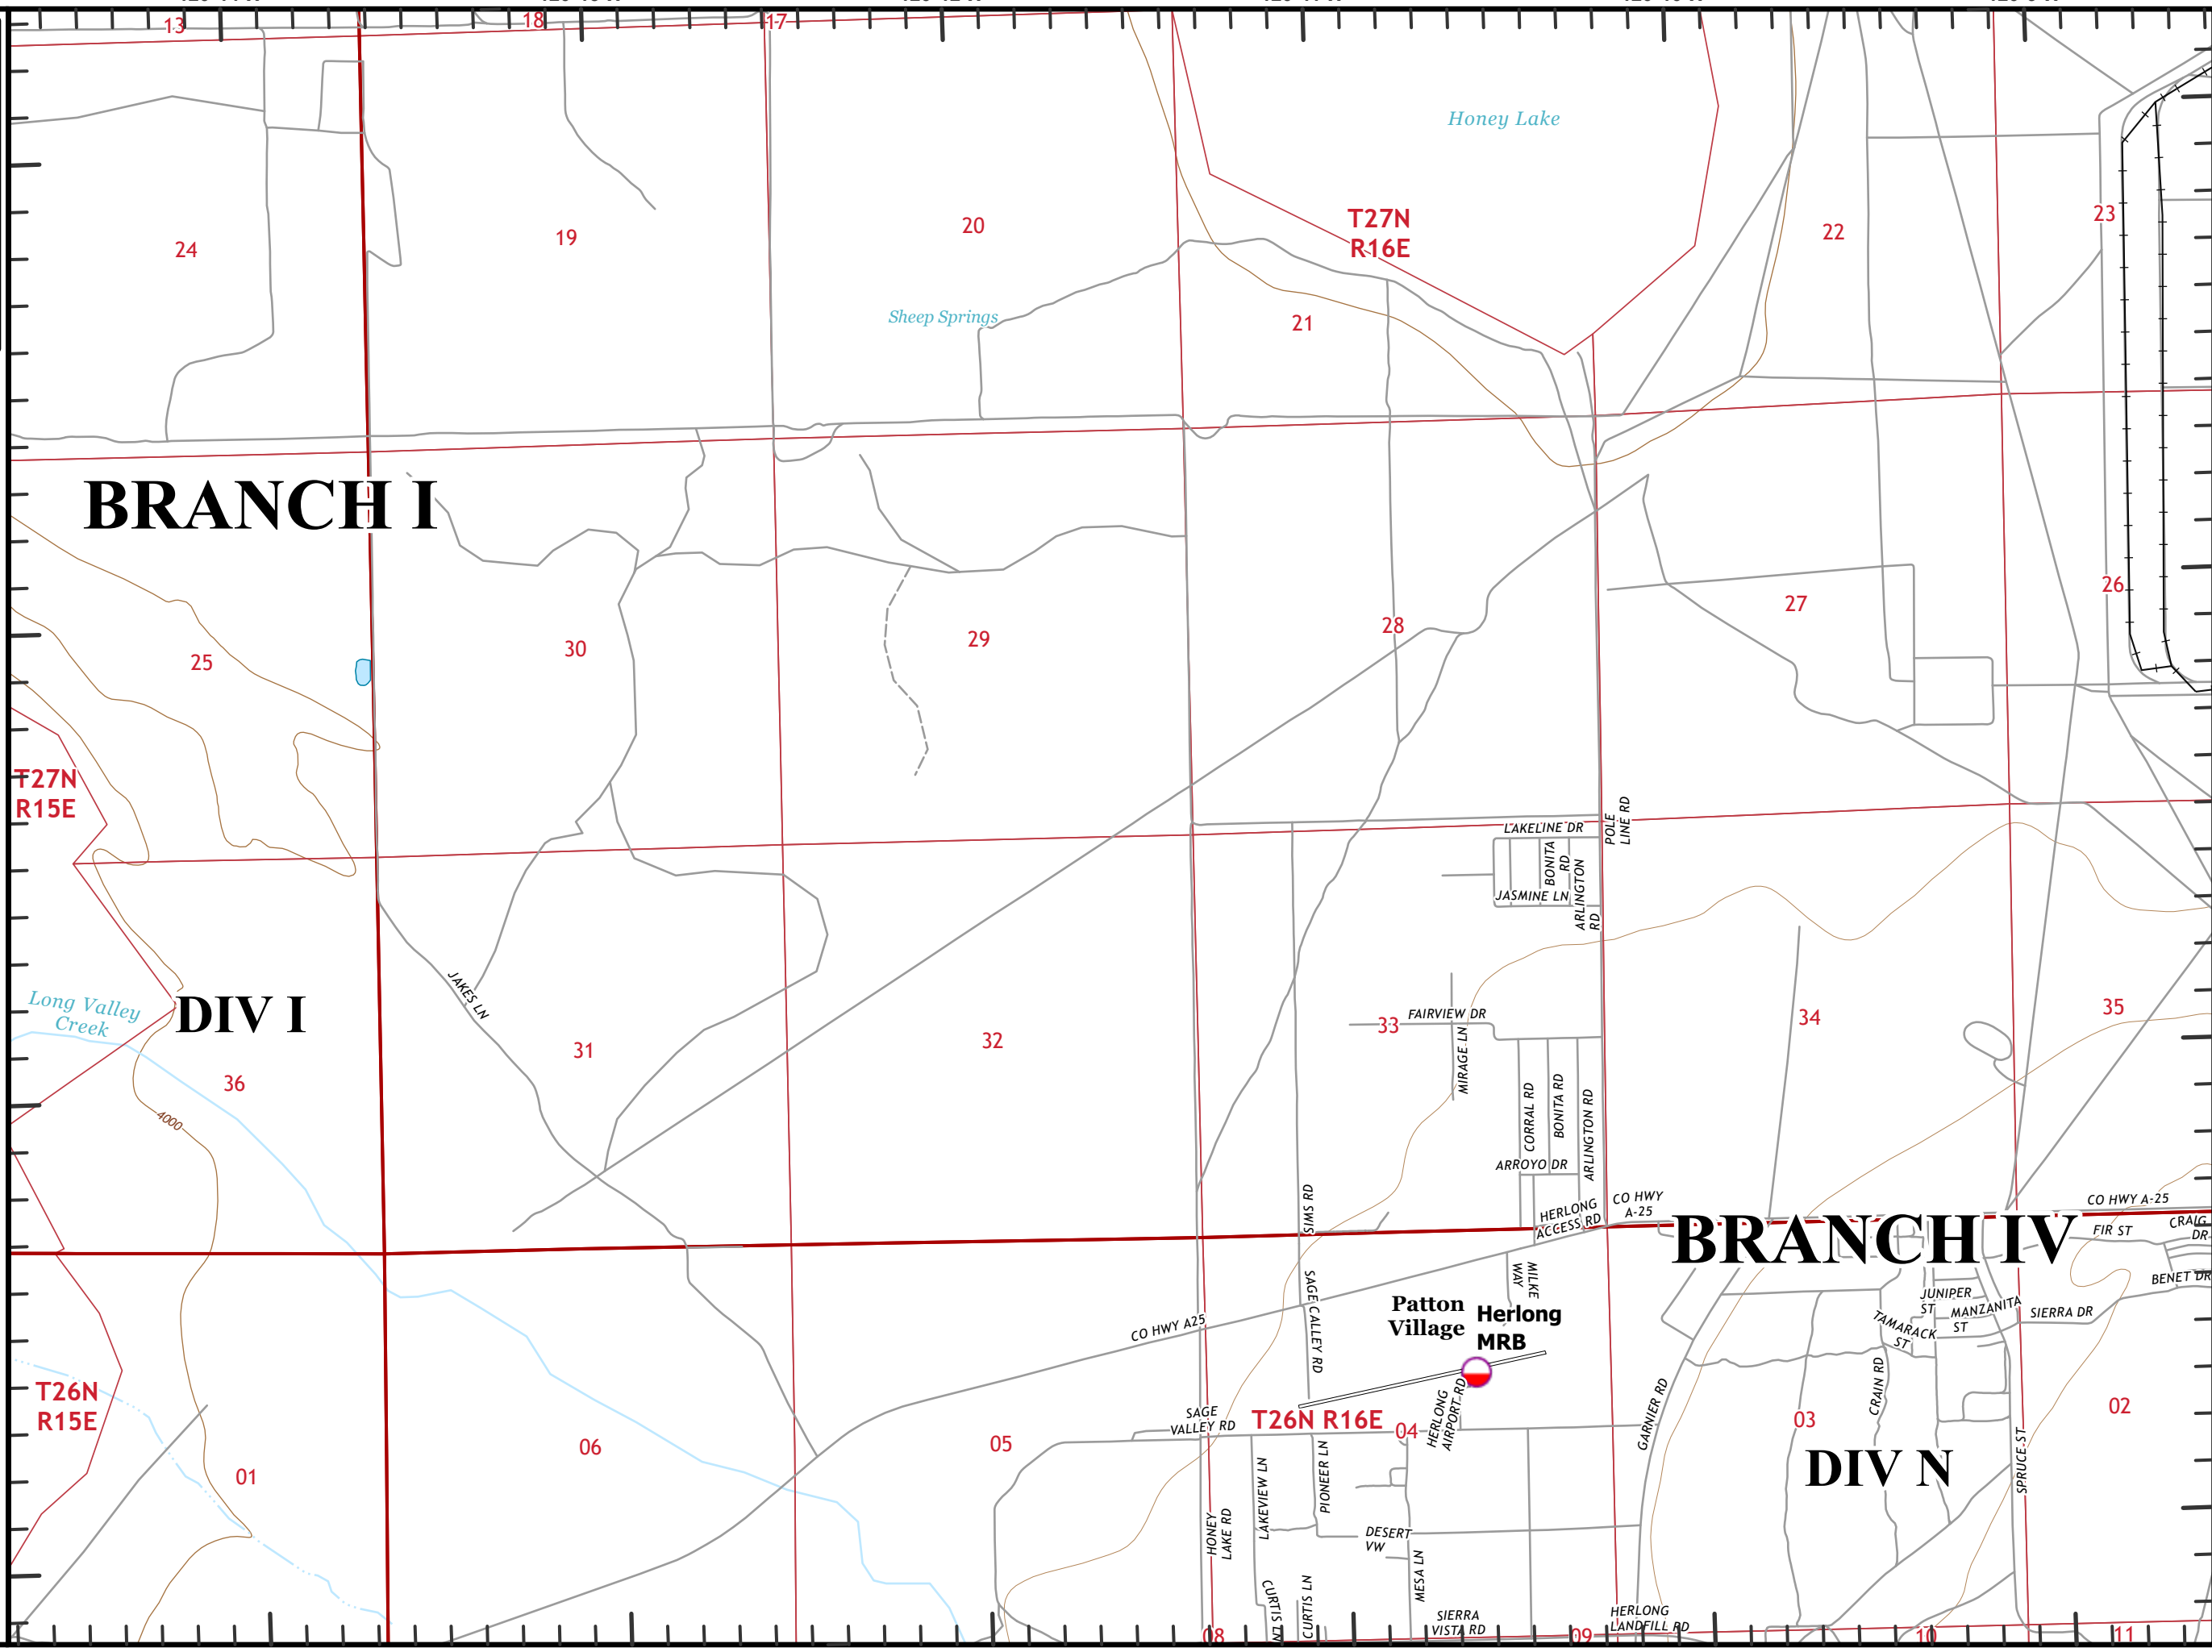 13
18
17
Honey Lake
T27N
R16E
24
19
20
22
23
Sheep Springs
21
BRANCH I
25
30
29
28
27
26
T27N
R15E
POLE
LINE RD
LAKELINE DR
BONITA
RD
ARLINGTON
RD
JASMINE LN
JAKES LN
Long Valley
Creek
DIV I
36
4000
31
32
33
FAIRVIEW DR
MIRAGE LN
34
35
CORRAL RD
BONITA RD
ARLINGTON RD
ARROYO DR
SWIS RD
HERLONG
ACCESS RD
CO HWY
A-25
CO HWY A-25
BRANCH IV
FIR ST
CRAIG
DR
BENET DR
MILKE
WAY
SAGE CALLEY RD
CO HWY A25
Patton
Village
Herlong
MRB
JUNIPER
ST
MANZANITA
ST
SIERRA DR
TAMARACK
ST
CRAIN RD
T26N
R15E
SAGE
VALLEY RD
T26N R16E
04
HERLONG
AIRPORT RD
GARNIER RD
03
02
01
06
05
DIV N
SPRUCE ST
LAKEVIEW LN
PIONEER LN
HONEY
LAKE RD
DESERT
VW
MESA LN
CURTIS LN
CURTIS LN
SIERRA
VISTA RD
HERLONG
LANDFILL RD
08
09
10
11